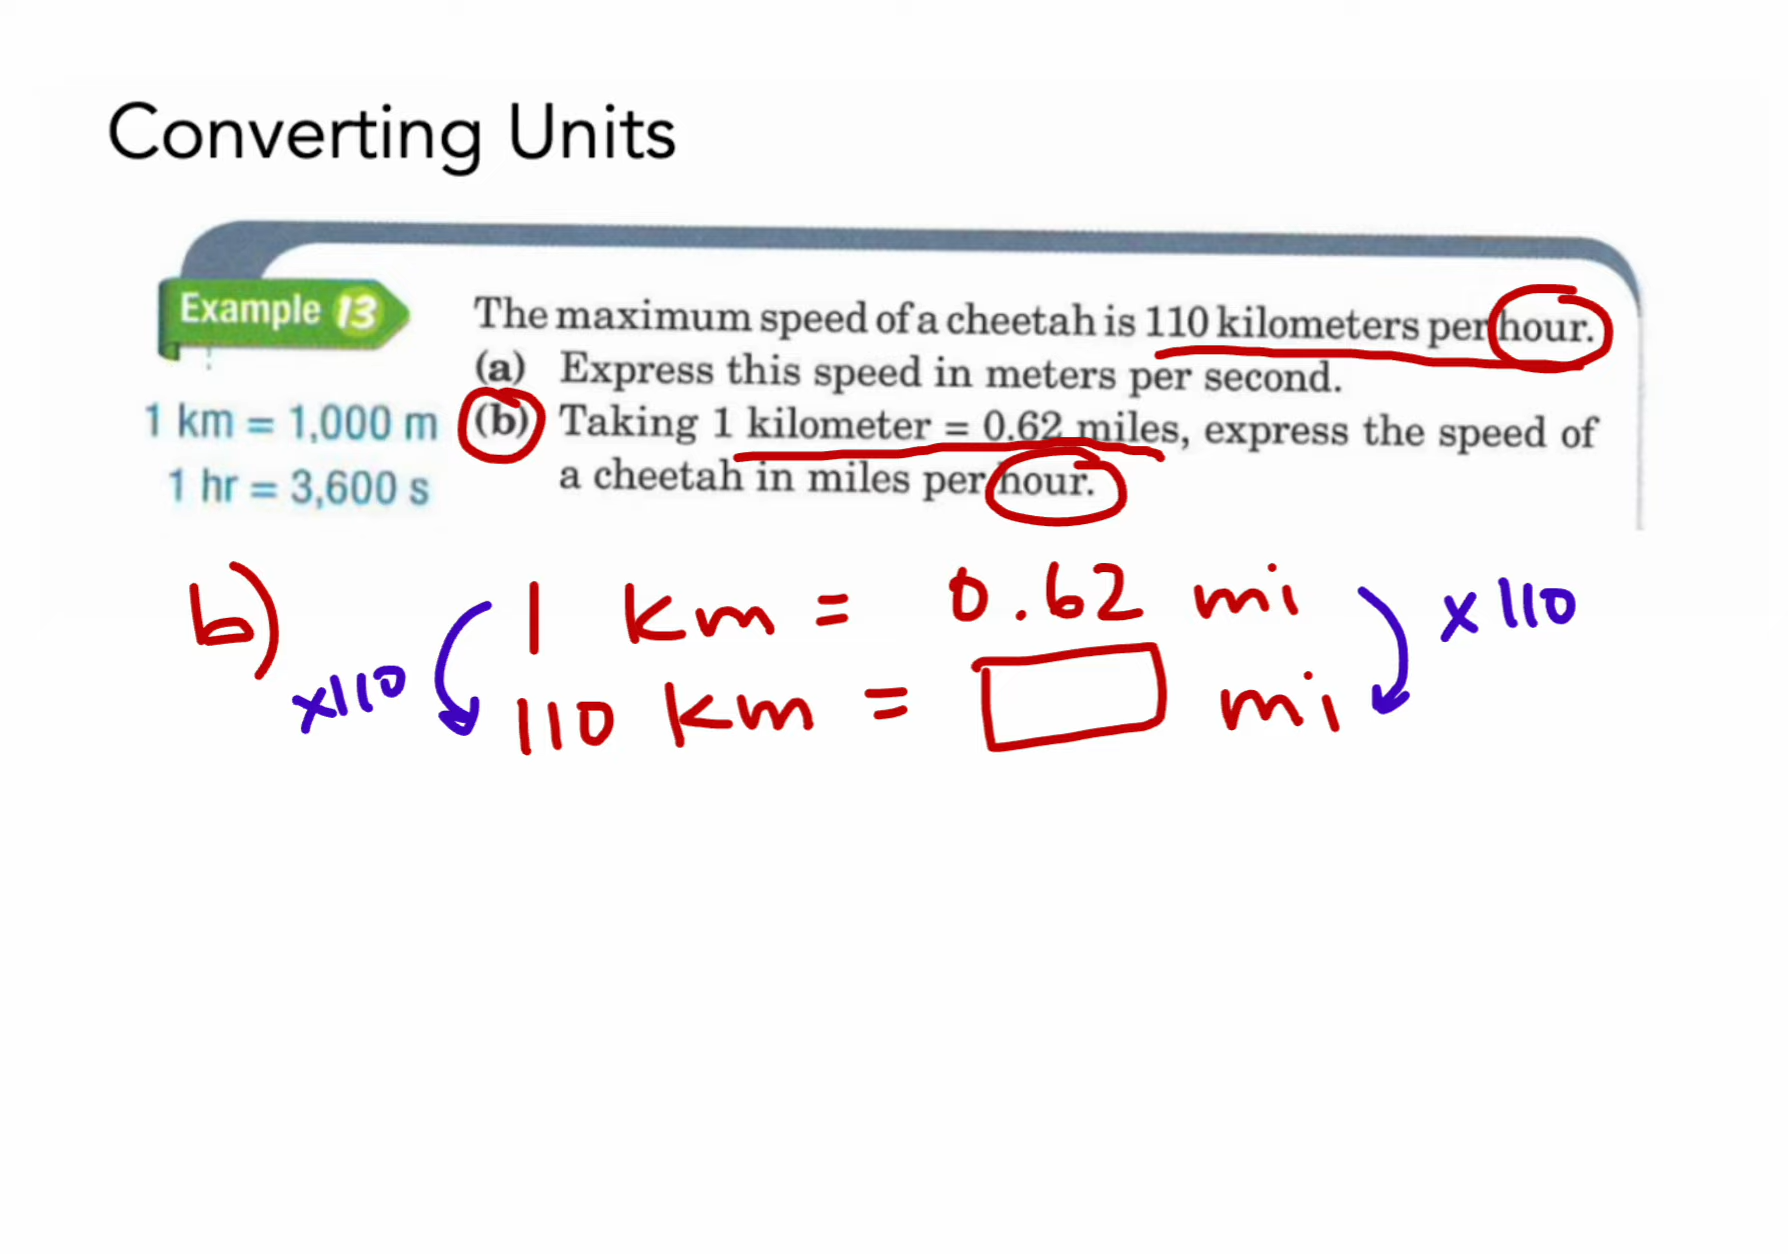 Converting Units
Example 13
The maximum speed of a cheetah is 110 kilometers per hour.
(a) Express this speed in meters per second.
1 km = 1,000 m
(b) Taking 1 kilometer = 0.62 miles, express the speed of
a cheetah in miles per hour.
1 hr = 3,600 s
b) 1 km = 0.62 mi x110
x110 110 km = mi